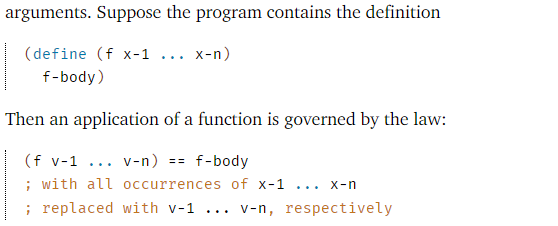 arguments. Suppose the program contains the definition
(define (f x-1 ... x-n)
f-body)
Then an application of a function is governed by the law:
(f v-1 ... v-n) == f-body
; with all occurrences of x-1 ... x-n
; replaced with v-1 ... v-n, respectively